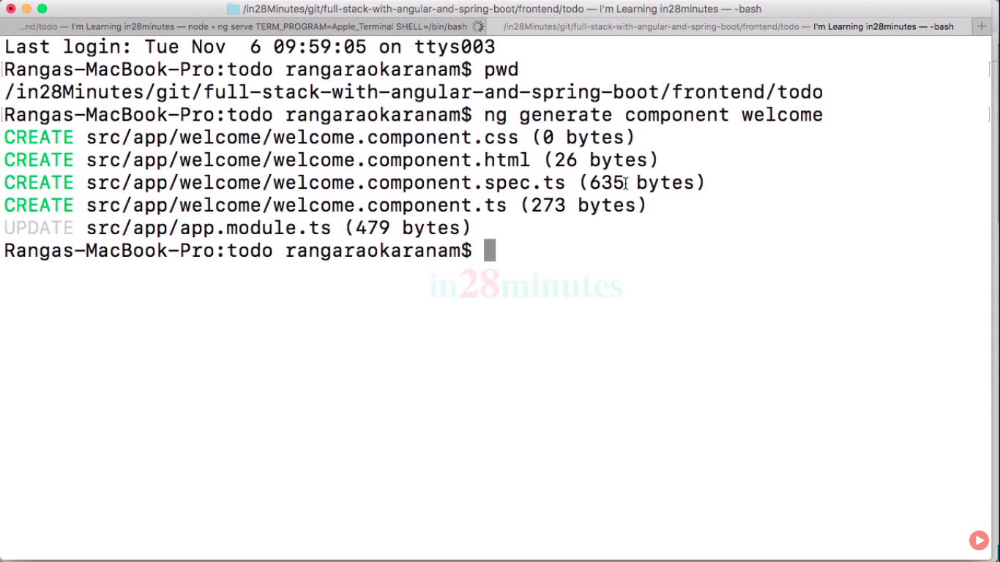 /in28Minutes/git/full-stack-with-angular-and-spring-boot/frontend/todo — I'm Learning in28minutes — -bash
...nd/todo — I'm Learning in28minutes — node • ng serve TERM_PROGRAM=Apple_Terminal SHELL=/bin/bash
/in28Minutes/git/full-stack-with-angular-and-spring-boot/frontend/todo — I'm Learning in28minutes — -bash
Last login: Tue Nov  6 09:59:05 on ttys003
Rangas-MacBook-Pro:todo rangaraokaranam$ pwd
/in28Minutes/git/full-stack-with-angular-and-spring-boot/frontend/todo
Rangas-MacBook-Pro:todo rangaraokaranam$ ng generate component welcome
CREATE src/app/welcome/welcome.component.css (0 bytes)
CREATE src/app/welcome/welcome.component.html (26 bytes)
CREATE src/app/welcome/welcome.component.spec.ts (635 bytes)
CREATE src/app/welcome/welcome.component.ts (273 bytes)
UPDATE src/app/app.module.ts (479 bytes)
Rangas-MacBook-Pro:todo rangaraokaranam$
in28minutes